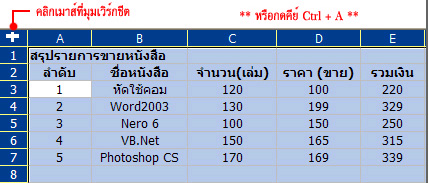 คลิกเมาส์ที่มุมเวิร์กชีต ** หรือกดคีย์ Ctrl + A **
A B C D E
1 สรุปรายการขายหนังสือ
2 ลำดับ ชื่อหนังสือ จำนวน(เล่ม) ราคา (ขาย) รวมเงิน
3 1 หัดใช้คอม 120 100 220
4 2 Word2003 130 199 329
5 3 Nero 6 100 150 250
6 4 VB.Net 150 165 315
7 5 Photoshop CS 170 169 339
8